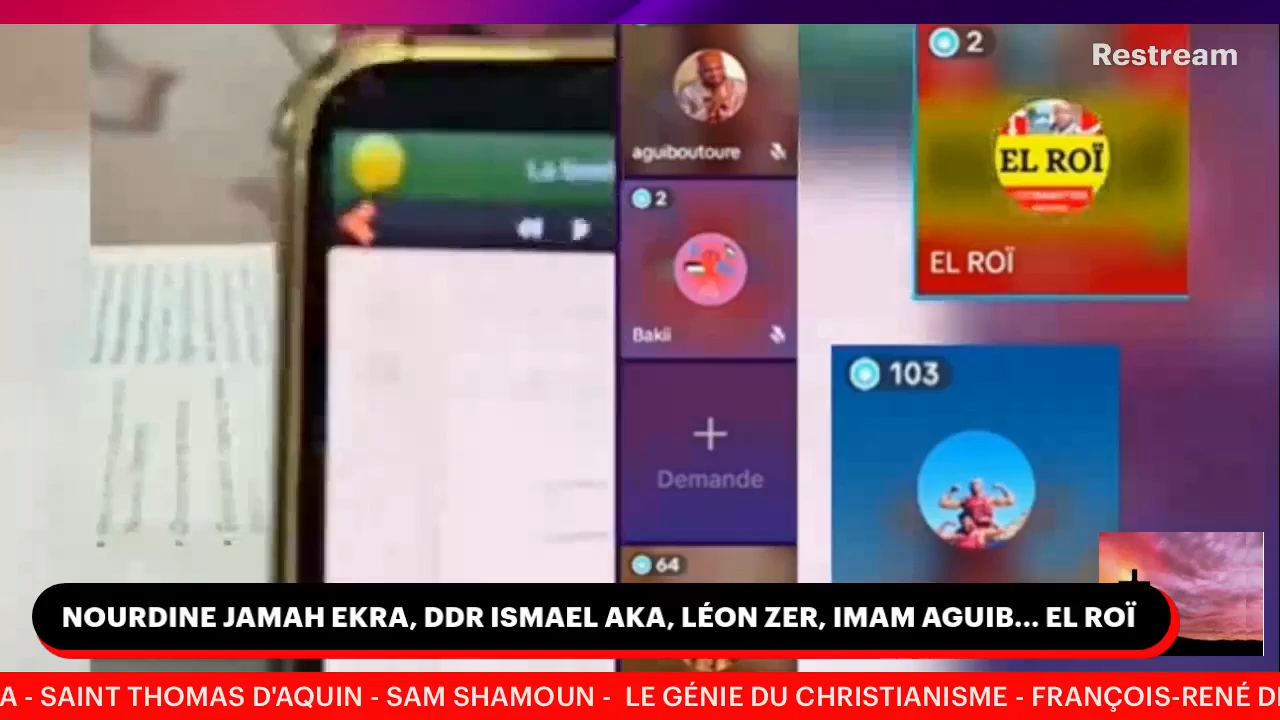 2
Restream
aguiboutoure
EL ROÏ
2
EL ROÏ
Bakii
103
Demande
64
NOURDINE JAMAH EKRA, DDR ISMAEL AKA, LÉON ZER, IMAM AGUIB... EL ROÏ
A - SAINT THOMAS D'AQUIN - SAM SHAMOUN - LE GÉNIE DU CHRISTIANISME - FRANÇOIS-RENÉ D